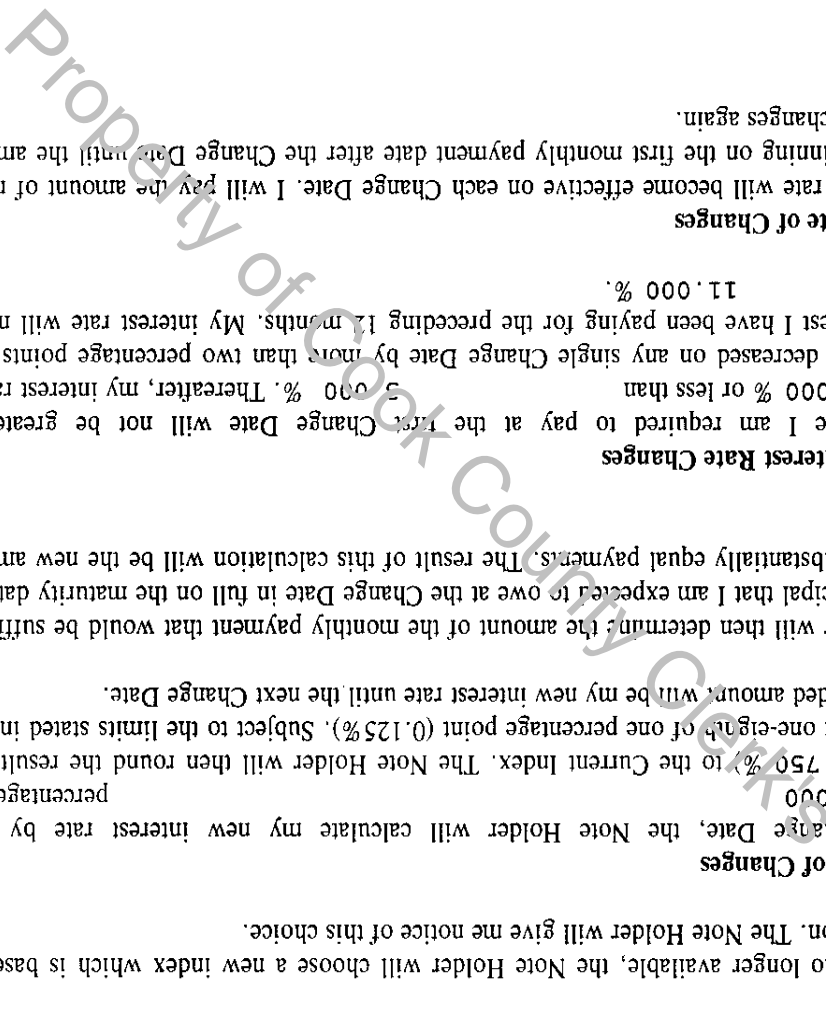 o longer available, the Note Holder will choose a new index which is base
on. The Note Holder will give me notice of this choice.
of Changes
ange Date, the Note Holder will calculate my new interest rate by
000 percentage
750 %) to the Current Index. The Note Holder will then round the result
one-eighth of one percentage point (0.125%). Subject to the limits stated in
ded amount will be my new interest rate until the next Change Date.
will then determine the amount of the monthly payment that would be suffi
cipal that I am expected to owe at the Change Date in full on the maturity dat
bstantially equal payments. The result of this calculation will be the new am
terest Rate Changes
e I am required to pay at the first Change Date will not be greate
000 % or less than 5 000 %. Thereafter, my interest ra
decreased on any single Change Date by more than two percentage points
est I have been paying for the preceding 12 months. My interest rate will n
11.000 %.
te of Changes
rate will become effective on each Change Date. I will pay the amount of
nning on the first monthly payment date after the Change Date until the am
changes again.
Property of Cook County Clerk's